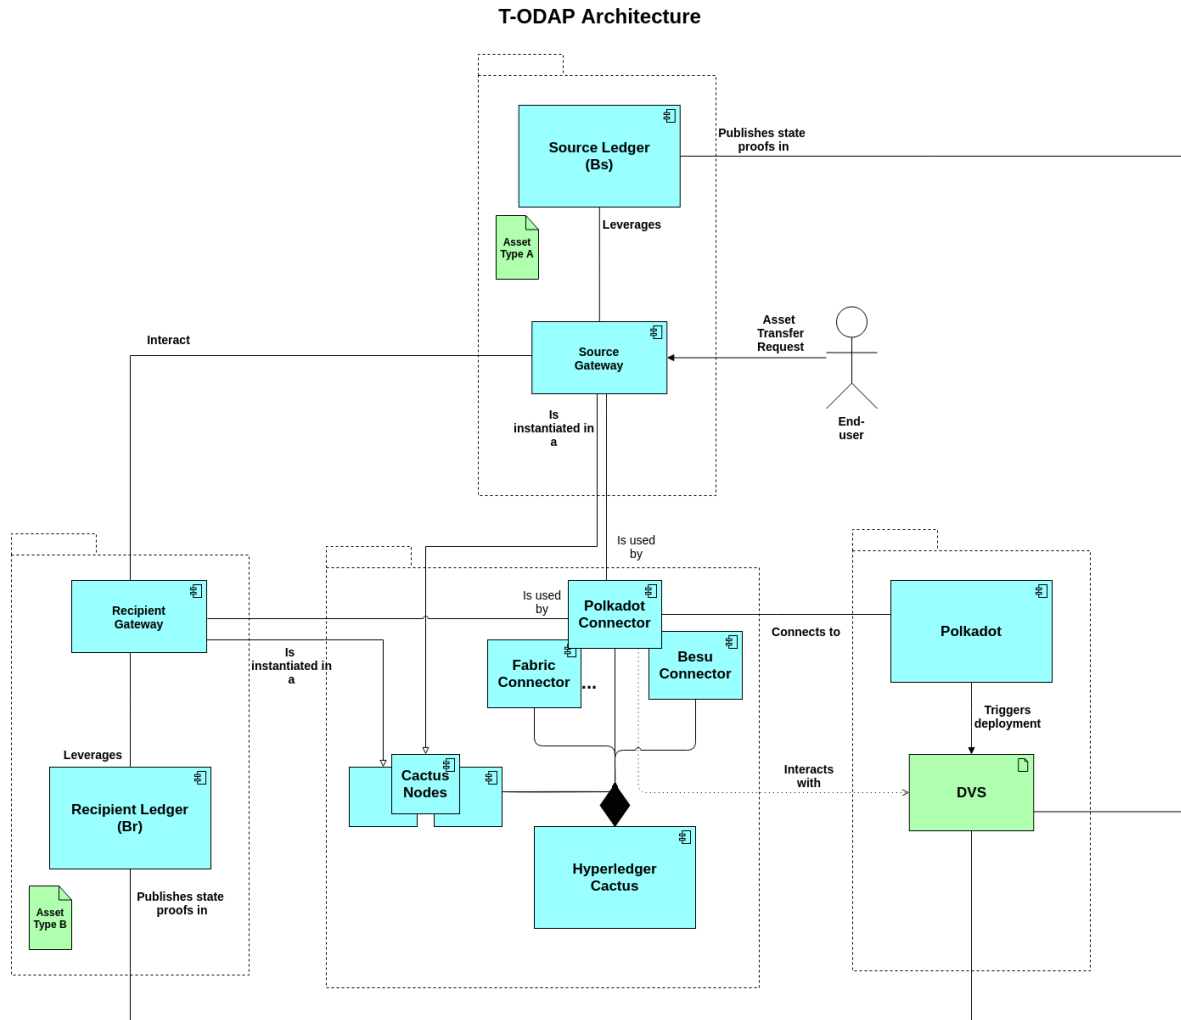 T-ODAP Architecture
Source Ledger
(Bs)
Publishes state
proofs in
Leverages
Asset
Type A
Asset
Transfer
Request
Interact
Source
Gateway
End-
user
Is
instantiated in
a
Is used
by
Recipient
Gateway
Is used
by
Polkadot
Connector
Connects to
Polkadot
Is
instantiated in
a
Fabric
Connector
...
Besu
Connector
Triggers
deployment
Leverages
Cactus
Nodes
Interacts
with
DVS
Recipient Ledger
(Br)
Hyperledger
Cactus
Publishes state
proofs in
Asset
Type B